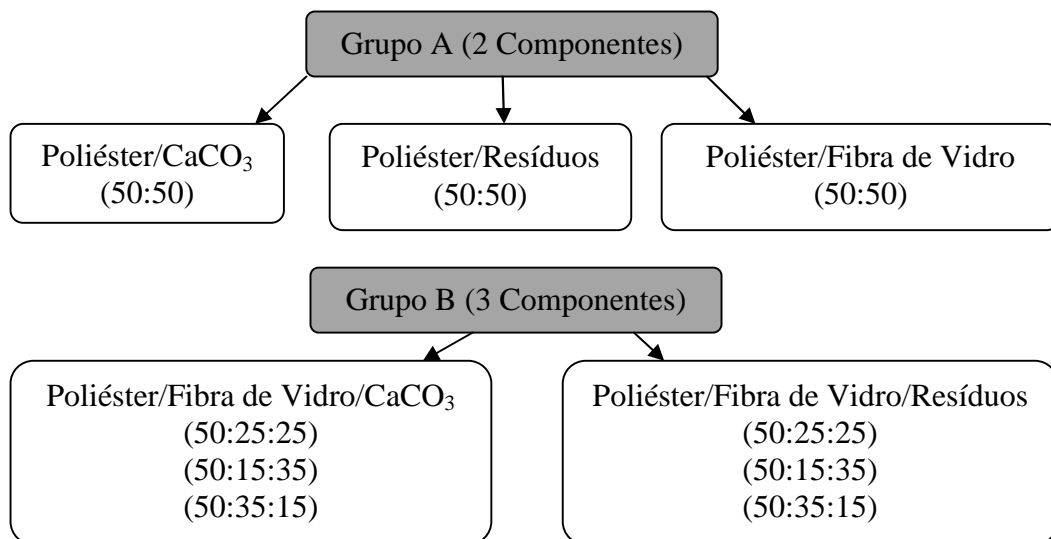 Grupo A (2 Componentes)
Poliéster/CaCO₃
(50:50)
Poliéster/Resíduos
(50:50)
Poliéster/Fibra de Vidro
(50:50)
Grupo B (3 Componentes)
Poliéster/Fibra de Vidro/CaCO₃
(50:25:25)
(50:15:35)
(50:35:15)
Poliéster/Fibra de Vidro/Resíduos
(50:25:25)
(50:15:35)
(50:35:15)